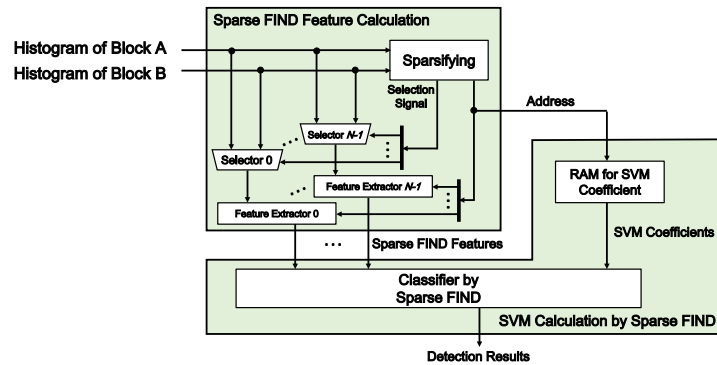 Sparse FIND Feature Calculation
Histogram of Block A
Histogram of Block B
Sparsifying
Selection
Signal
Address
Selector N-1
Selector 0
RAM for SVM
Coefficient
Feature Extractor N-1
Feature Extractor 0
SVM Coefficients
Sparse FIND Features
Classifier by
Sparse FIND
SVM Calculation by Sparse FIND
Detection Results